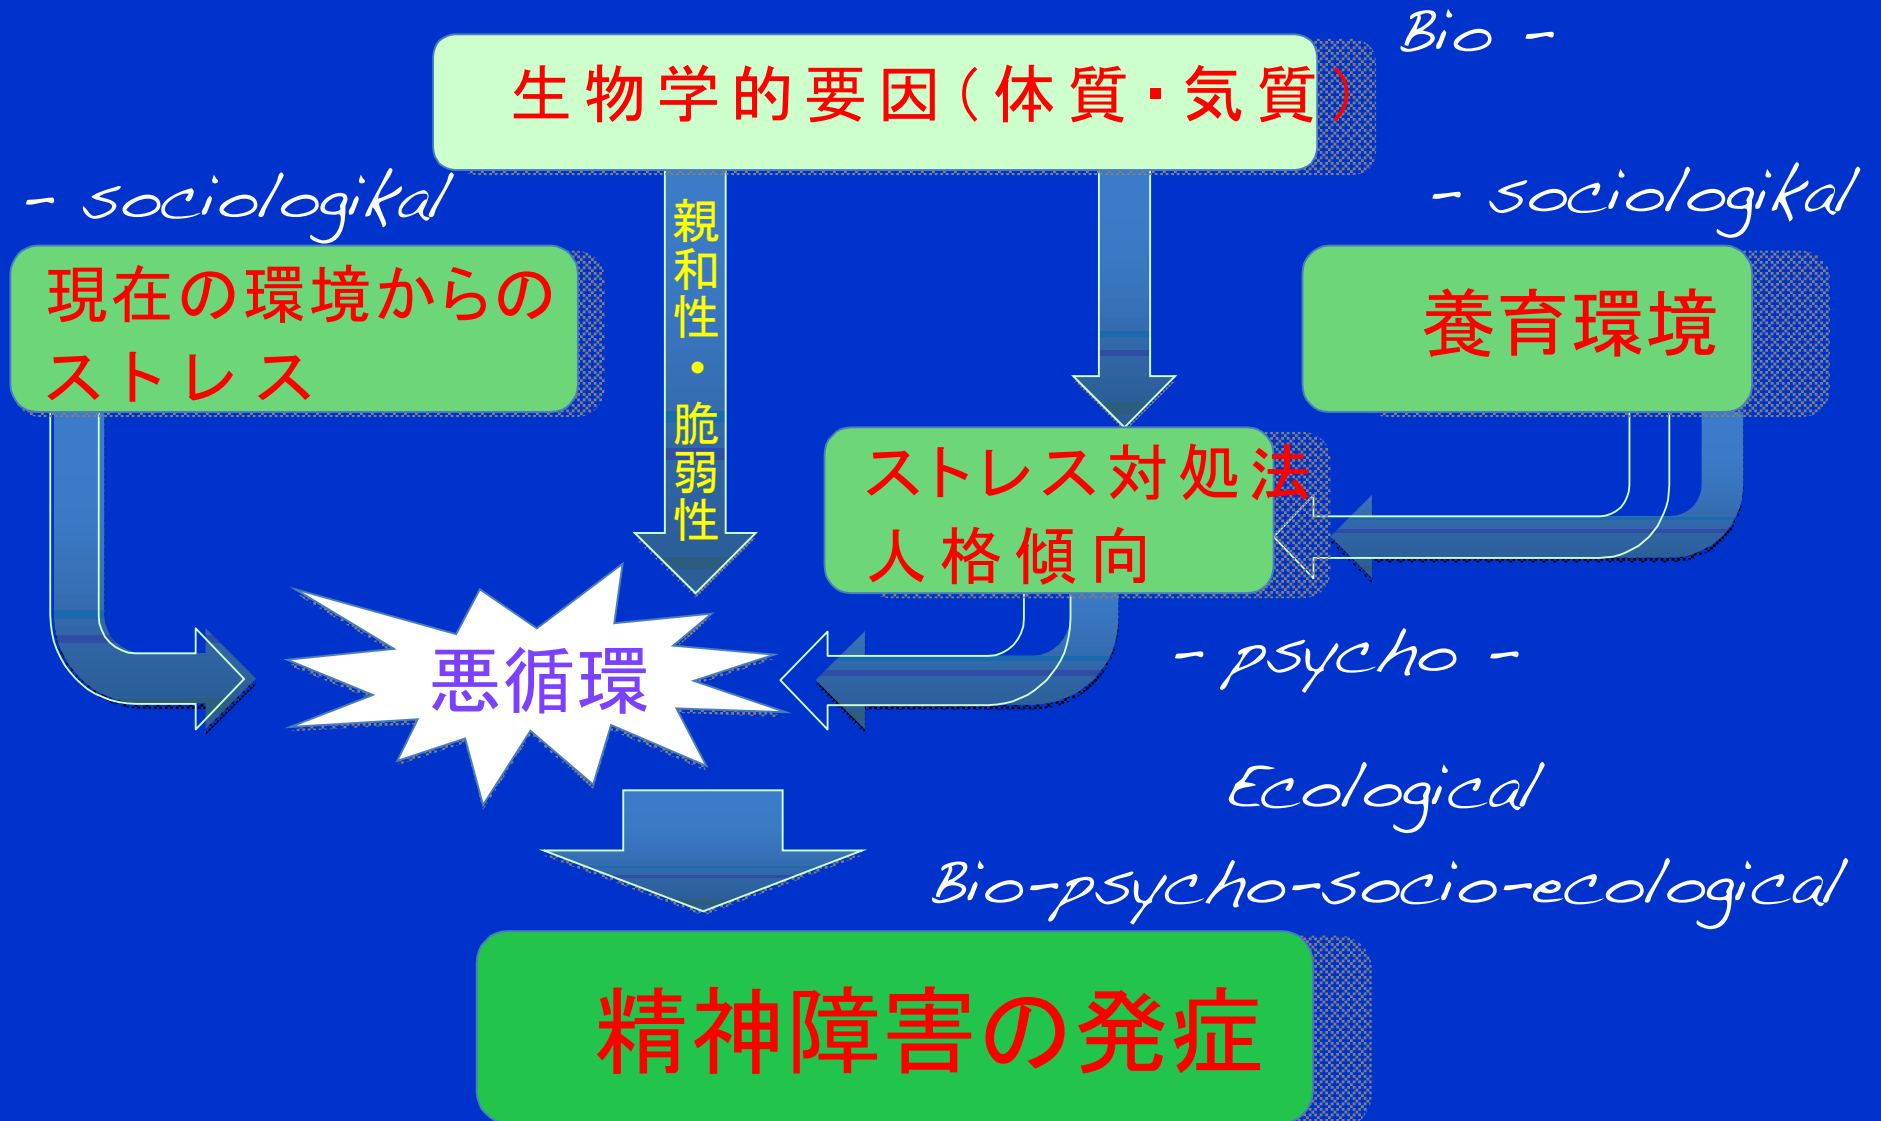 Bio -
生物学的要因（体質・気質）
- sociologikal
- sociologikal
現在の環境からの
ストレス
親和性・脆弱性
養育環境
ストレス対処法
人格傾向
悪循環
- psycho -
Ecological
Bio-psycho-socio-ecological
精神障害の発症